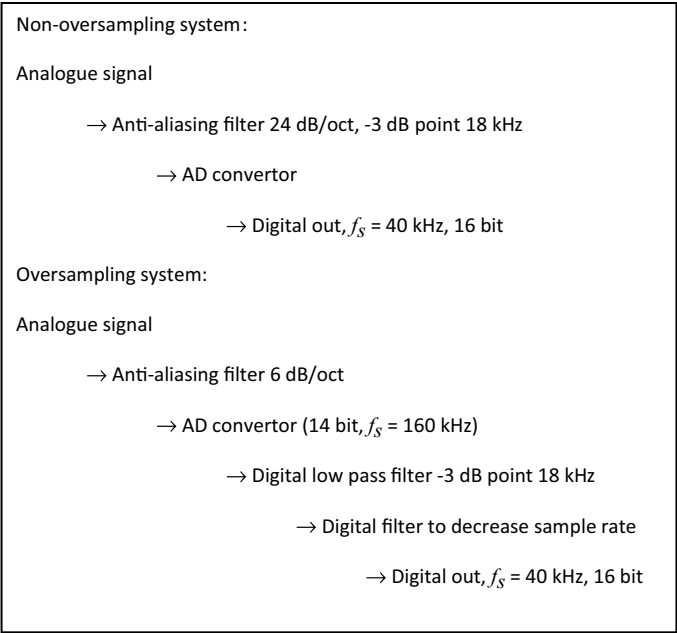 Non-oversampling system:
Analogue signal
→ Anti-aliasing filter 24 dB/oct, -3 dB point 18 kHz
→ AD convertor
→ Digital out, fS = 40 kHz, 16 bit
Oversampling system:
Analogue signal
→ Anti-aliasing filter 6 dB/oct
→ AD convertor (14 bit, fS = 160 kHz)
→ Digital low pass filter -3 dB point 18 kHz
→ Digital filter to decrease sample rate
→ Digital out, fS = 40 kHz, 16 bit